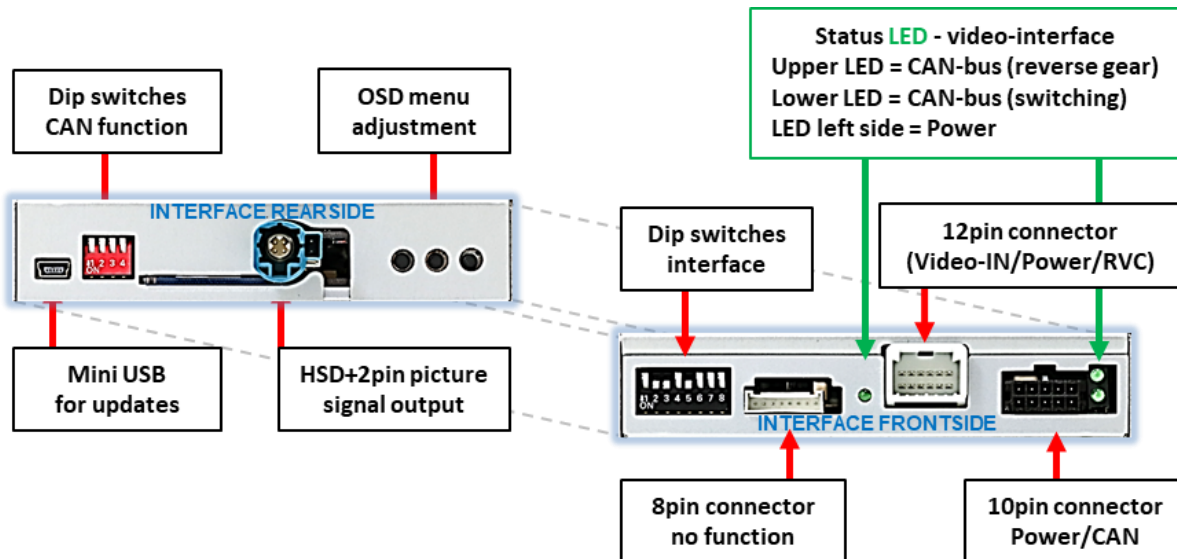 Status LED - video-interface
Upper LED = CAN-bus (reverse gear)
Lower LED = CAN-bus (switching)
LED left side = Power
Dip switches
CAN function
OSD menu
adjustment
INTERFACE REARSIDE
1 2 3 4
ON
Mini USB
for updates
HSD+2pin picture
signal output
Dip switches
interface
12pin connector
(Video-IN/Power/RVC)
1 2 3 4 5 6 7 8
ON
INTERFACE FRONTSIDE
8pin connector
no function
10pin connector
Power/CAN